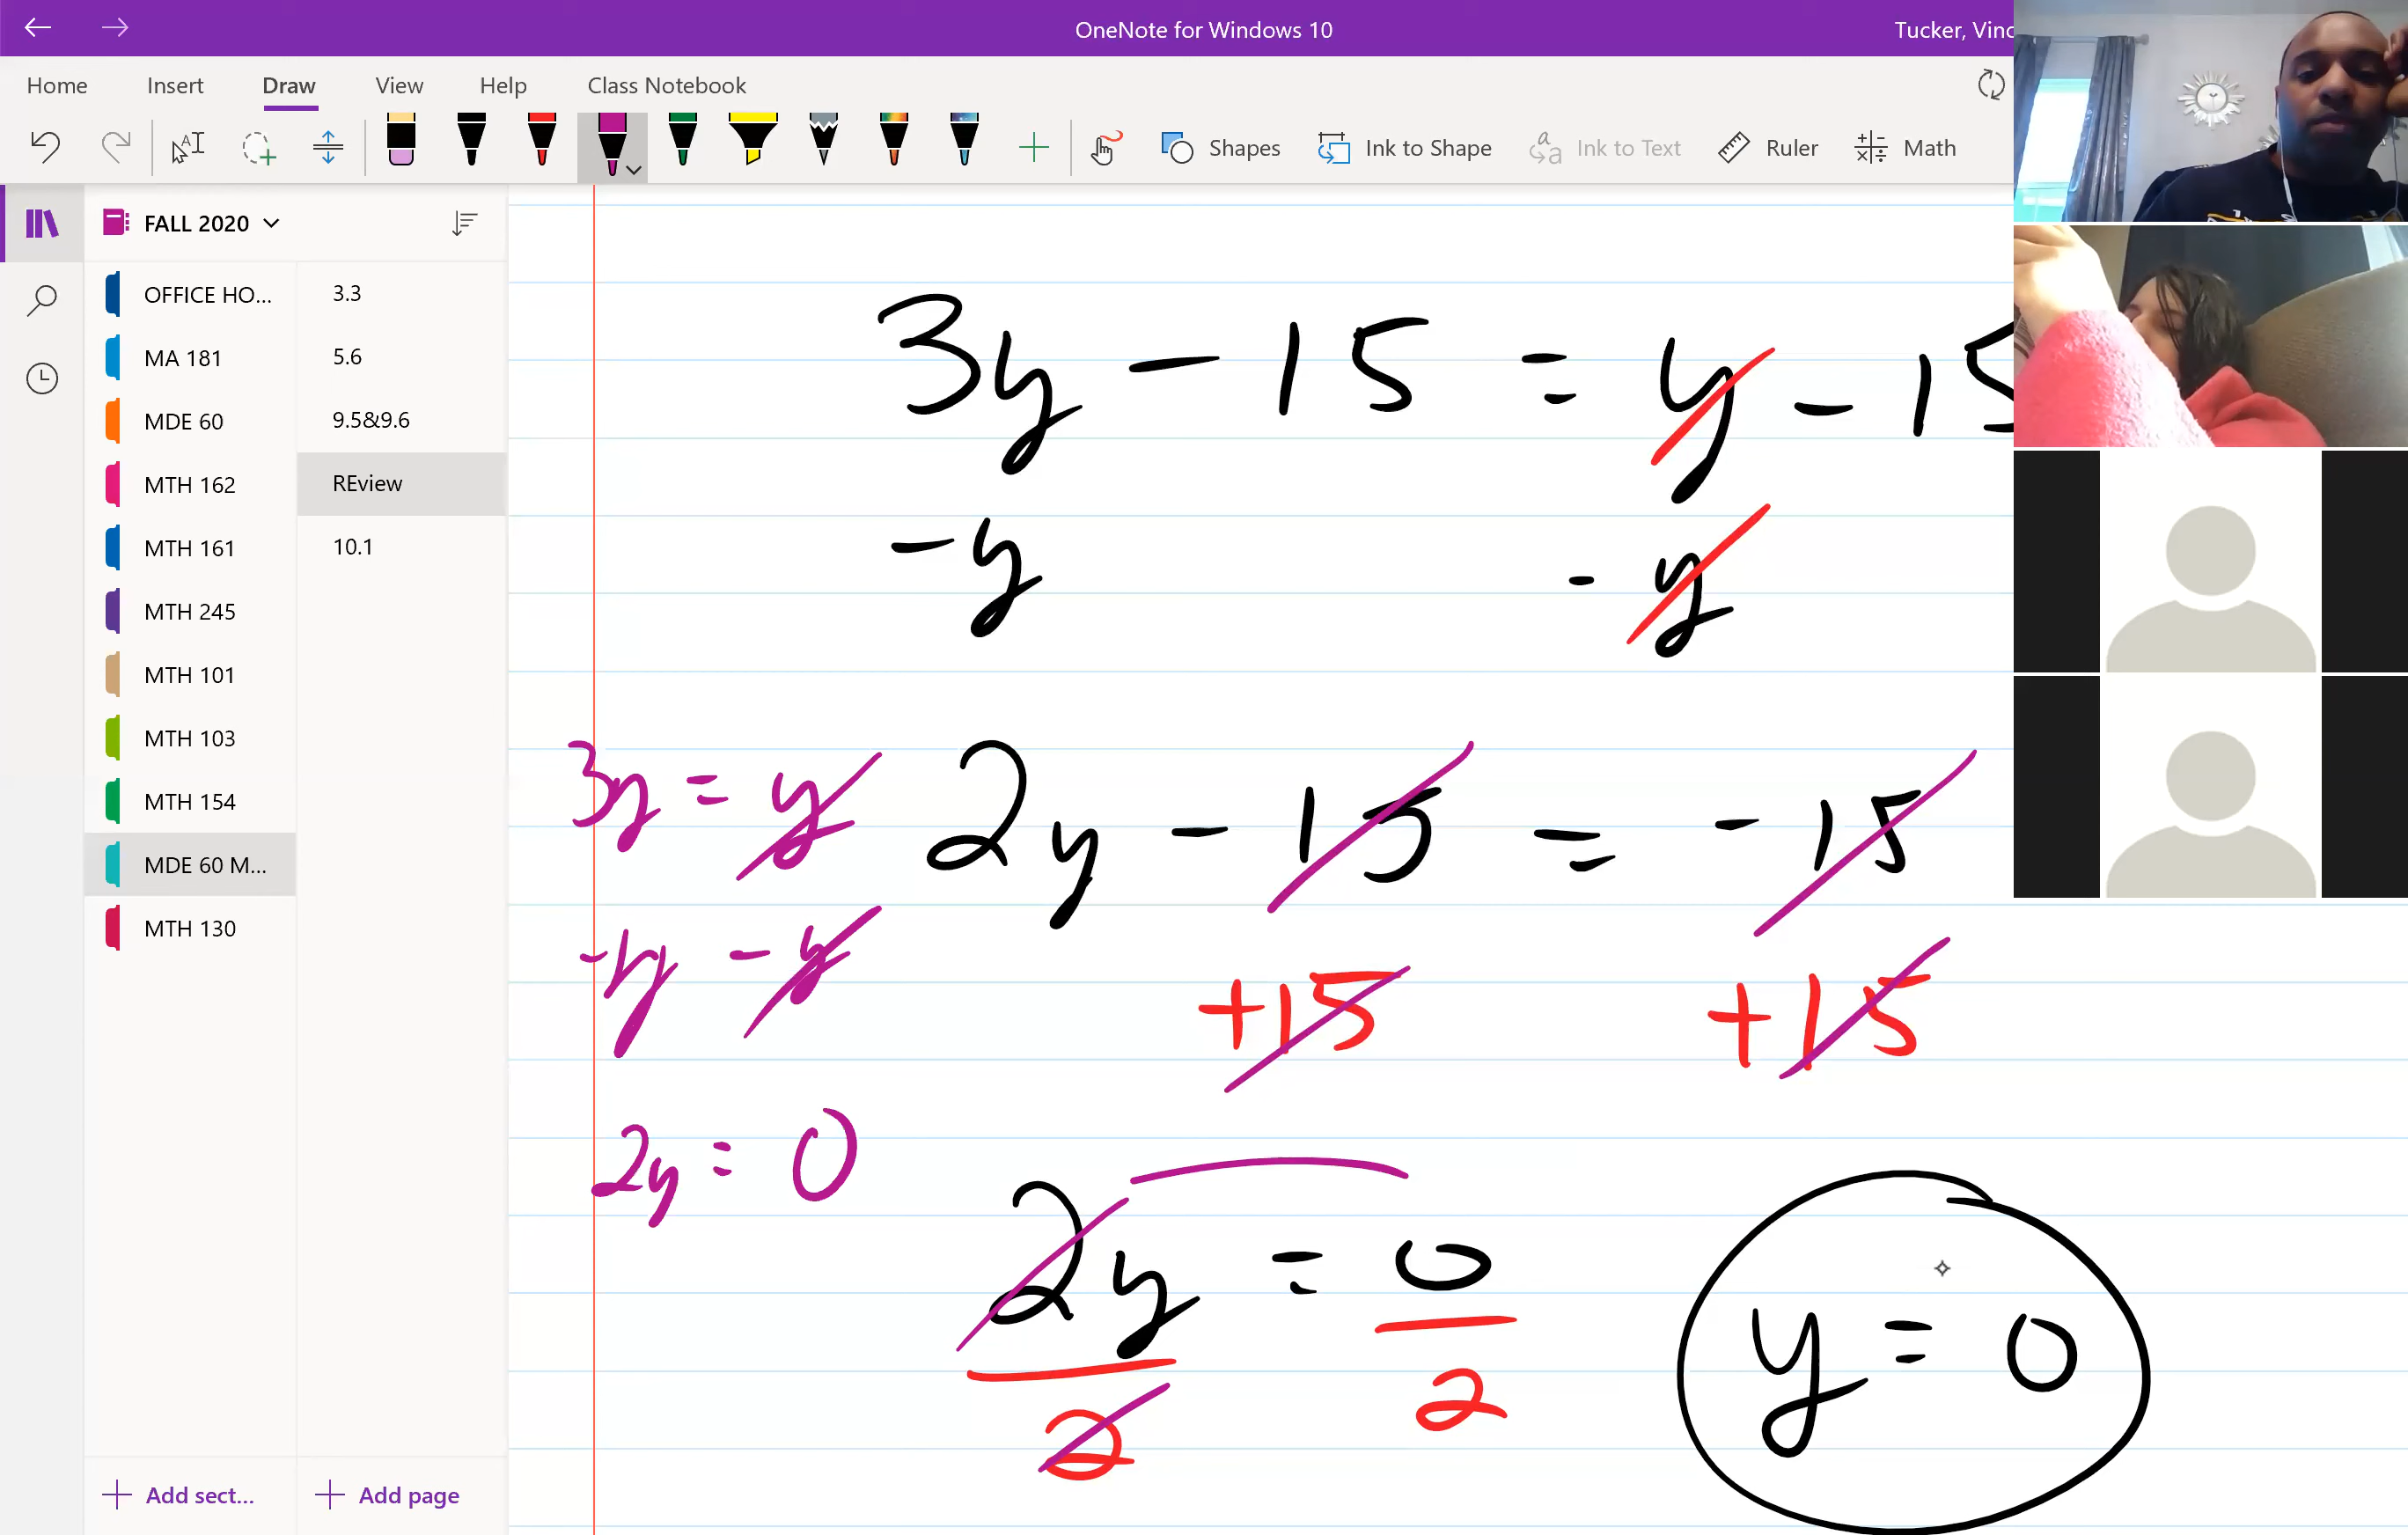 OneNote for Windows 10
Tucker, Vinc
Home Insert Draw View Help Class Notebook
Shapes Ink to Shape Ink to Text Ruler Math
FALL 2020
OFFICE HO...
MA 181
MDE 60
MTH 162
MTH 161
MTH 245
MTH 101
MTH 103
MTH 154
MDE 60 M...
MTH 130
Add sect...
3.3
5.6
9.5&9.6
REview
10.1
Add page
3y - 15 = y - 15
-y - y
3y = y
-y - y
2y = 0
2y - 15 = -15
+15 +15
2y = 0
2 2
y = 0